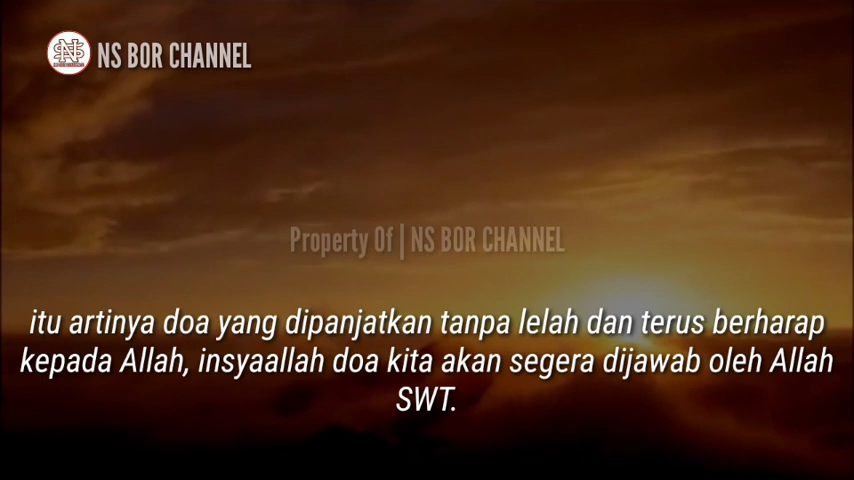 NS BOR CHANNEL
Property Of | NS BOR CHANNEL
itu artinya doa yang dipanjatkan tanpa lelah dan terus berharap
kepada Allah, insyaallah doa kita akan segera dijawab oleh Allah
SWT.